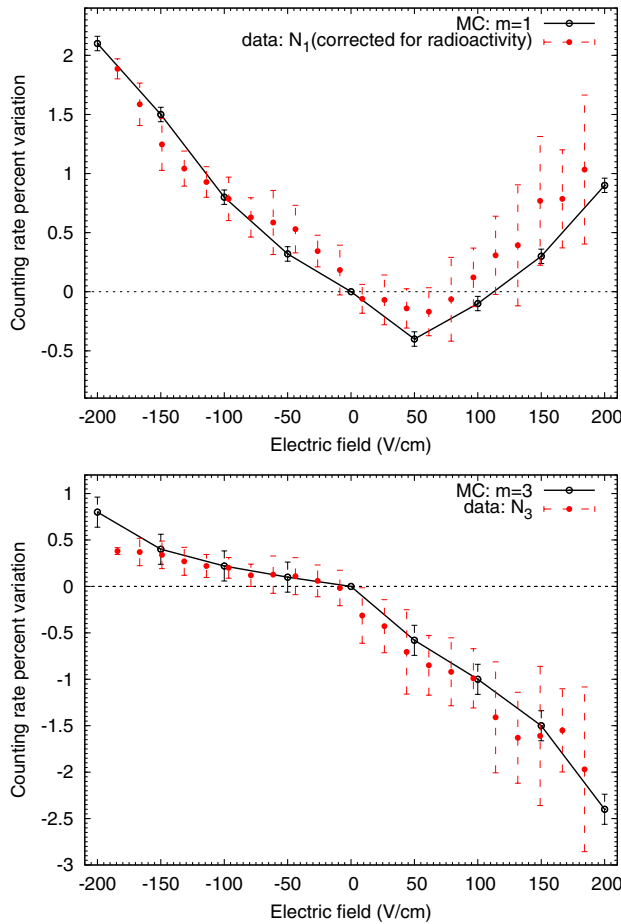 MC: m=1
data: N1(corrected for radioactivity)
Counting rate percent variation
2
1.5
1
0.5
0
-0.5
-200 -150 -100 -50 0 50 100 150 200
Electric field (V/cm)
MC: m=3
data: N3
Counting rate percent variation
1
0.5
0
-0.5
-1
-1.5
-2
-2.5
-3
-200 -150 -100 -50 0 50 100 150 200
Electric field (V/cm)